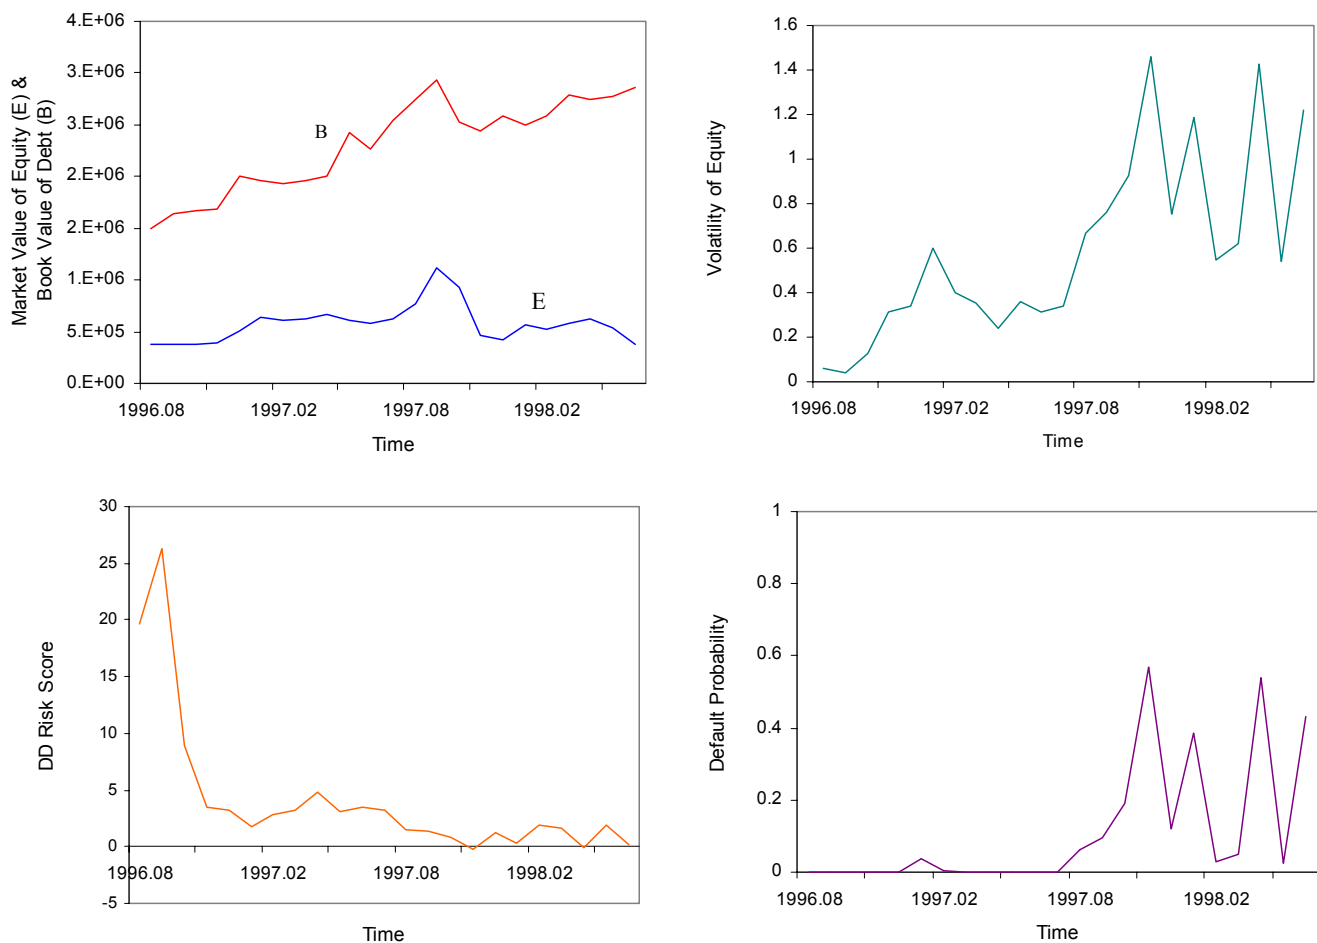 Market Value of Equity (E) &
Book Value of Debt (B)
4.E+06
3.E+06
3.E+06
2.E+06
2.E+06
1.E+06
5.E+05
0.E+00
B
E
1996.08 1997.02 1997.08 1998.02
Time
Volatility of Equity
1.6
1.4
1.2
1
0.8
0.6
0.4
0.2
0
1996.08 1997.02 1997.08 1998.02
Time
DD Risk Score
30
25
20
15
10
5
0
-5
1996.08 1997.02 1997.08 1998.02
Time
Default Probability
1
0.8
0.6
0.4
0.2
0
1996.08 1997.02 1997.08 1998.02
Time